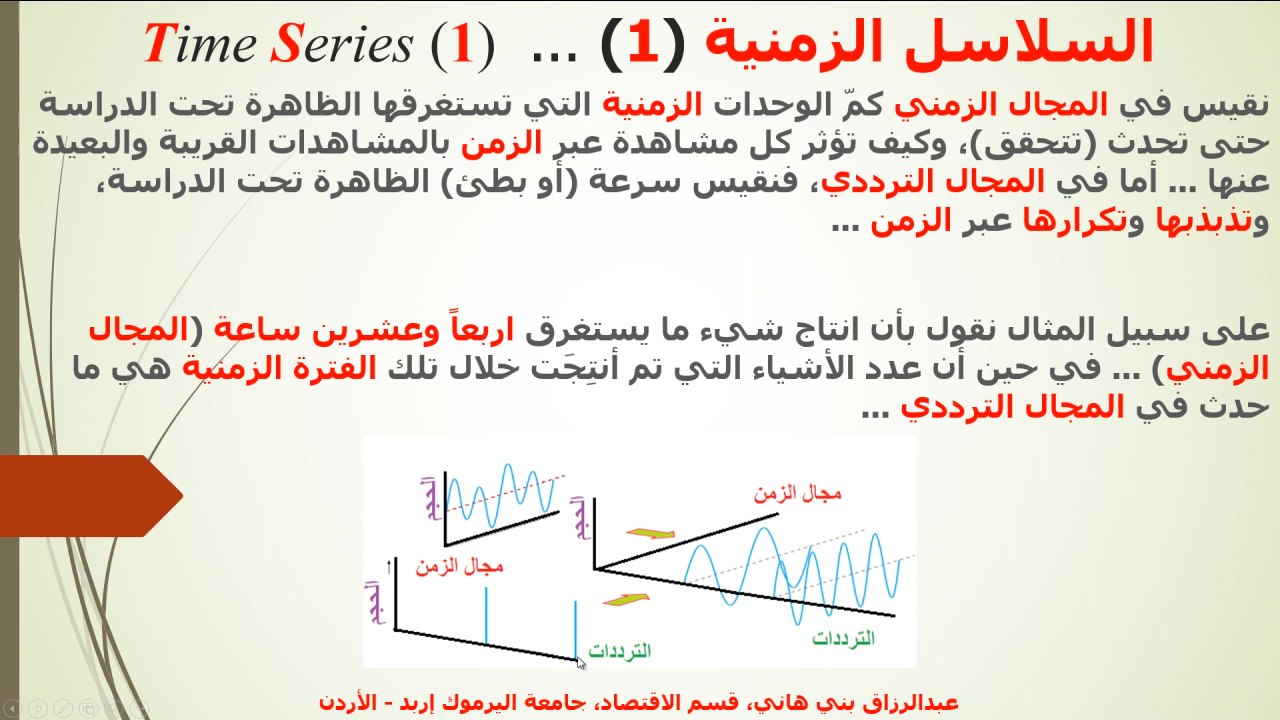 السلاسل الزمنية (1) ... Time Series (1)
نقيس في المجال الزمني كمّ الوحدات الزمنية التي تستغرقها الظاهرة تحت الدراسة
حتى تحدث (تتحقق)، وكيف تؤثر كل مشاهدة عبر الزمن بالمشاهدات القريبة والبعيدة
عنها ... أما في المجال الترددي، فنقيس سرعة (أو بطئ) الظاهرة تحت الدراسة،
وتذبذبها وتكرارها عبر الزمن ...
على سبيل المثال نقول بأن انتاج شيء ما يستغرق اربعاً وعشرين ساعة (المجال
الزمني) ... في حين أن عدد الأشياء التي تم أنتِجَت خلال تلك الفترة الزمنية هي ما
حدث في المجال الترددي ...
الحجم
مجال الزمن
الحجم
مجال الزمن
الحجم
الترددات
الترددات
عبدالرزاق بني هاني، قسم الاقتصاد، جامعة اليرموك إربد - الأردن